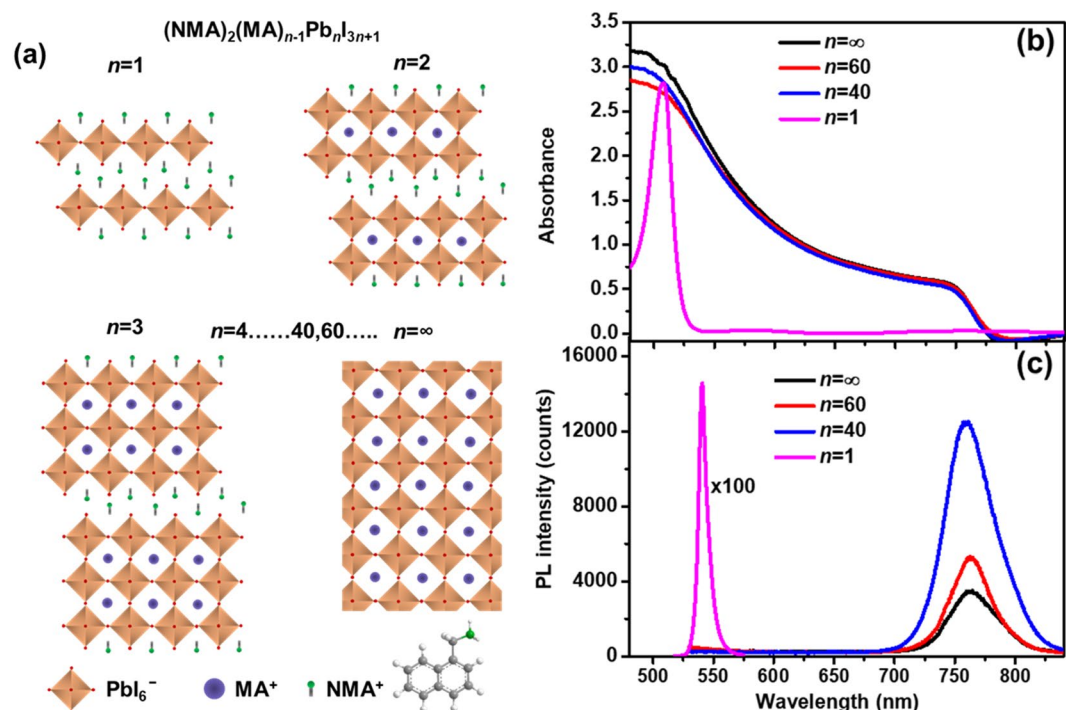 (NMA)₂(MA)ₙ₋₁PbₙI₃ₙ₊₁
(a)
n=1
n=2
n=3
n=4......40,60.....
n=∞
PbI₆⁻
MA⁺
NMA⁺
(b)
n=∞
n=60
n=40
n=1
Absorbance
3.5
3.0
2.5
2.0
1.5
1.0
0.5
0.0
(c)
n=∞
n=60
n=40
n=1
x100
PL intensity (counts)
16000
12000
8000
4000
0
500 550 600 650 700 750 800
Wavelength (nm)